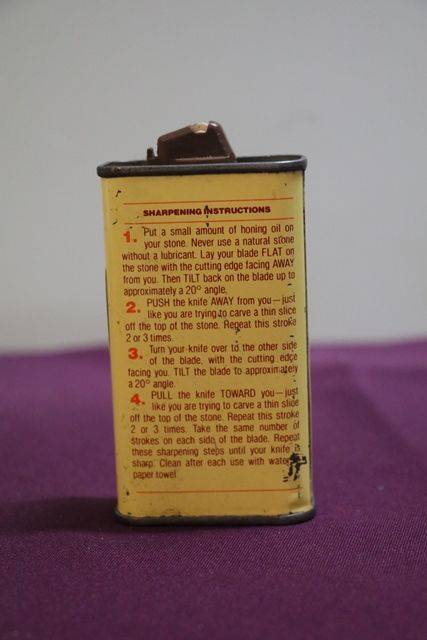 SHARPENING INSTRUCTIONS
1. Put a small amount of honing oil on
your stone. Never use a natural stone
without a lubricant. Lay your blade FLAT on
the stone with the cutting edge facing AWAY
from you. Then TILT back on the blade up to
approximately a 20° angle.
2. PUSH the knife AWAY from you—just
like you are trying to carve a thin slice
off the top of the stone. Repeat this stroke
2 or 3 times.
3. Turn your knife over to the other side
of the blade, with the cutting edge
facing you. TILT the blade to approximately
a 20° angle.
4. PULL the knife TOWARD you—just
like you are trying to carve a thin slice
off the top of the stone. Repeat this stroke
2 or 3 times. Take the same number of
strokes on each side of the blade. Repeat
these sharpening steps until your knife is
sharp. Clean after each use with water
paper towel.